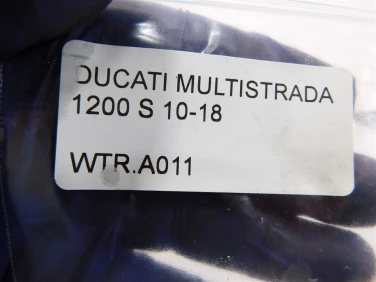 DUCATI MULTISTRADA
1200 S 10-18
WTR.A011